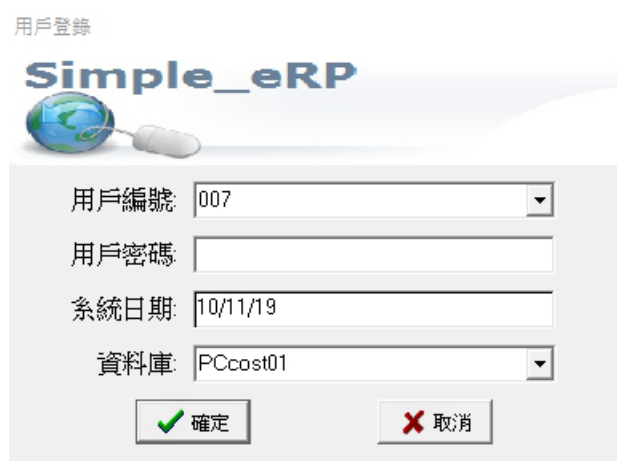 用戶登錄
Simple_eRP
用戶編號: 007
用戶密碼:
系統日期: 10/11/19
資料庫: PCcost01
確定 取消